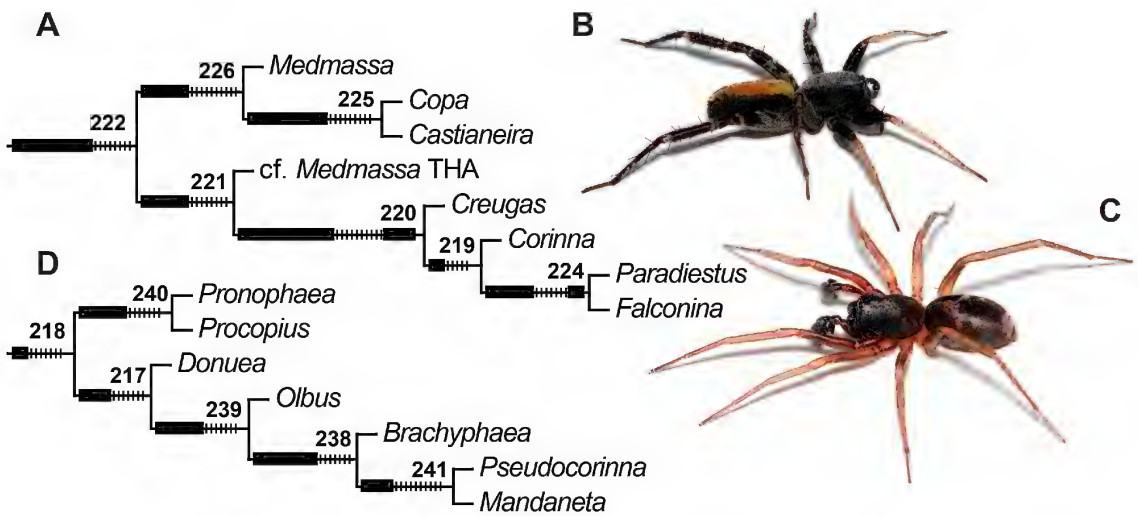 A
B
226
Medmassa
225
Copa
Castianeira
222
221
cf. Medmassa THA
220
Creugas
219
Corinna
224
Paradiestus
Falconina
C
D
240
Pronophaea
Procopius
218
217
Donuea
239
Olbus
238
Brachyphaea
241
Pseudocorinna
Mandaneta